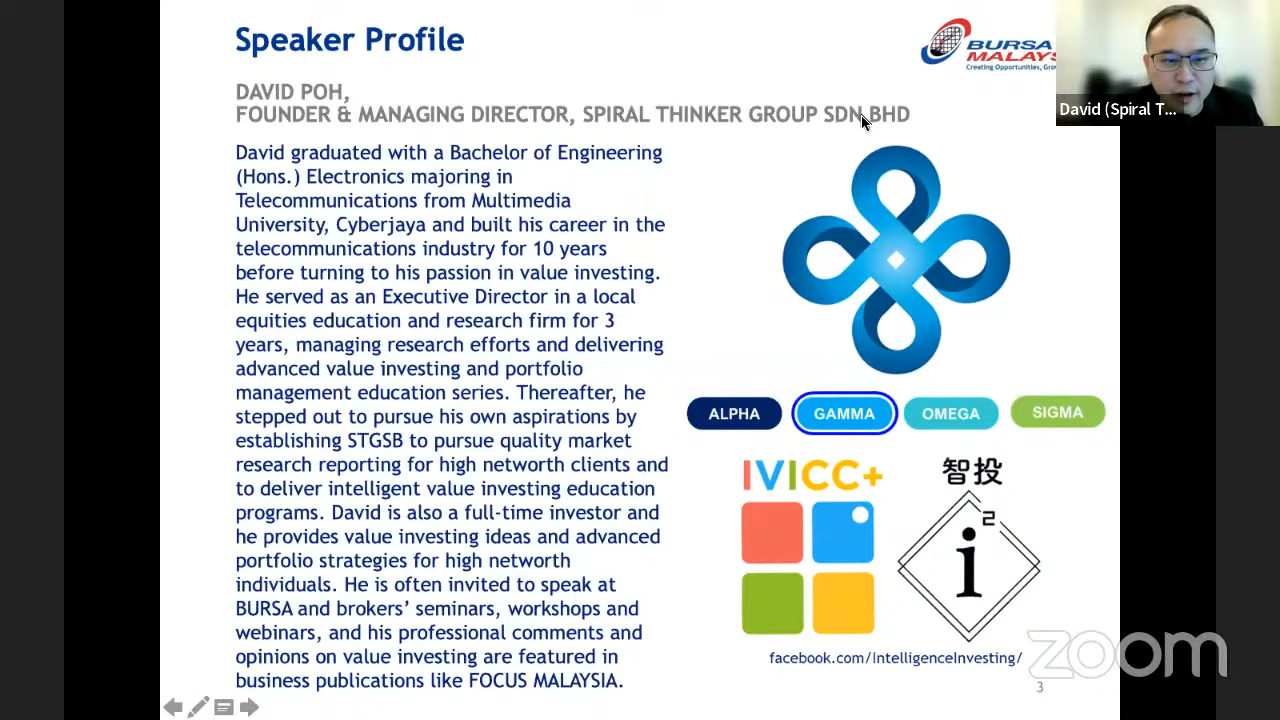 Speaker Profile
BURSA
MALAYS
Creating Opportunities, Grow
DAVID POH,
FOUNDER & MANAGING DIRECTOR, SPIRAL THINKER GROUP SDN BHD
David (Spiral T...
David graduated with a Bachelor of Engineering
(Hons.) Electronics majoring in
Telecommunications from Multimedia
University, Cyberjaya and built his career in the
telecommunications industry for 10 years
before turning to his passion in value investing.
He served as an Executive Director in a local
equities education and research firm for 3
years, managing research efforts and delivering
advanced value investing and portfolio
management education series. Thereafter, he
stepped out to pursue his own aspirations by
establishing STGSB to pursue quality market
research reporting for high networth clients and
to deliver intelligent value investing education
programs. David is also a full-time investor and
he provides value investing ideas and advanced
portfolio strategies for high networth
individuals. He is often invited to speak at
BURSA and brokers’ seminars, workshops and
webinars, and his professional comments and
opinions on value investing are featured in
business publications like FOCUS MALAYSIA.
ALPHA GAMMA OMEGA SIGMA
IVICC+
智投
i 2
facebook.com/IntelligenceInvesting/
zoom
3